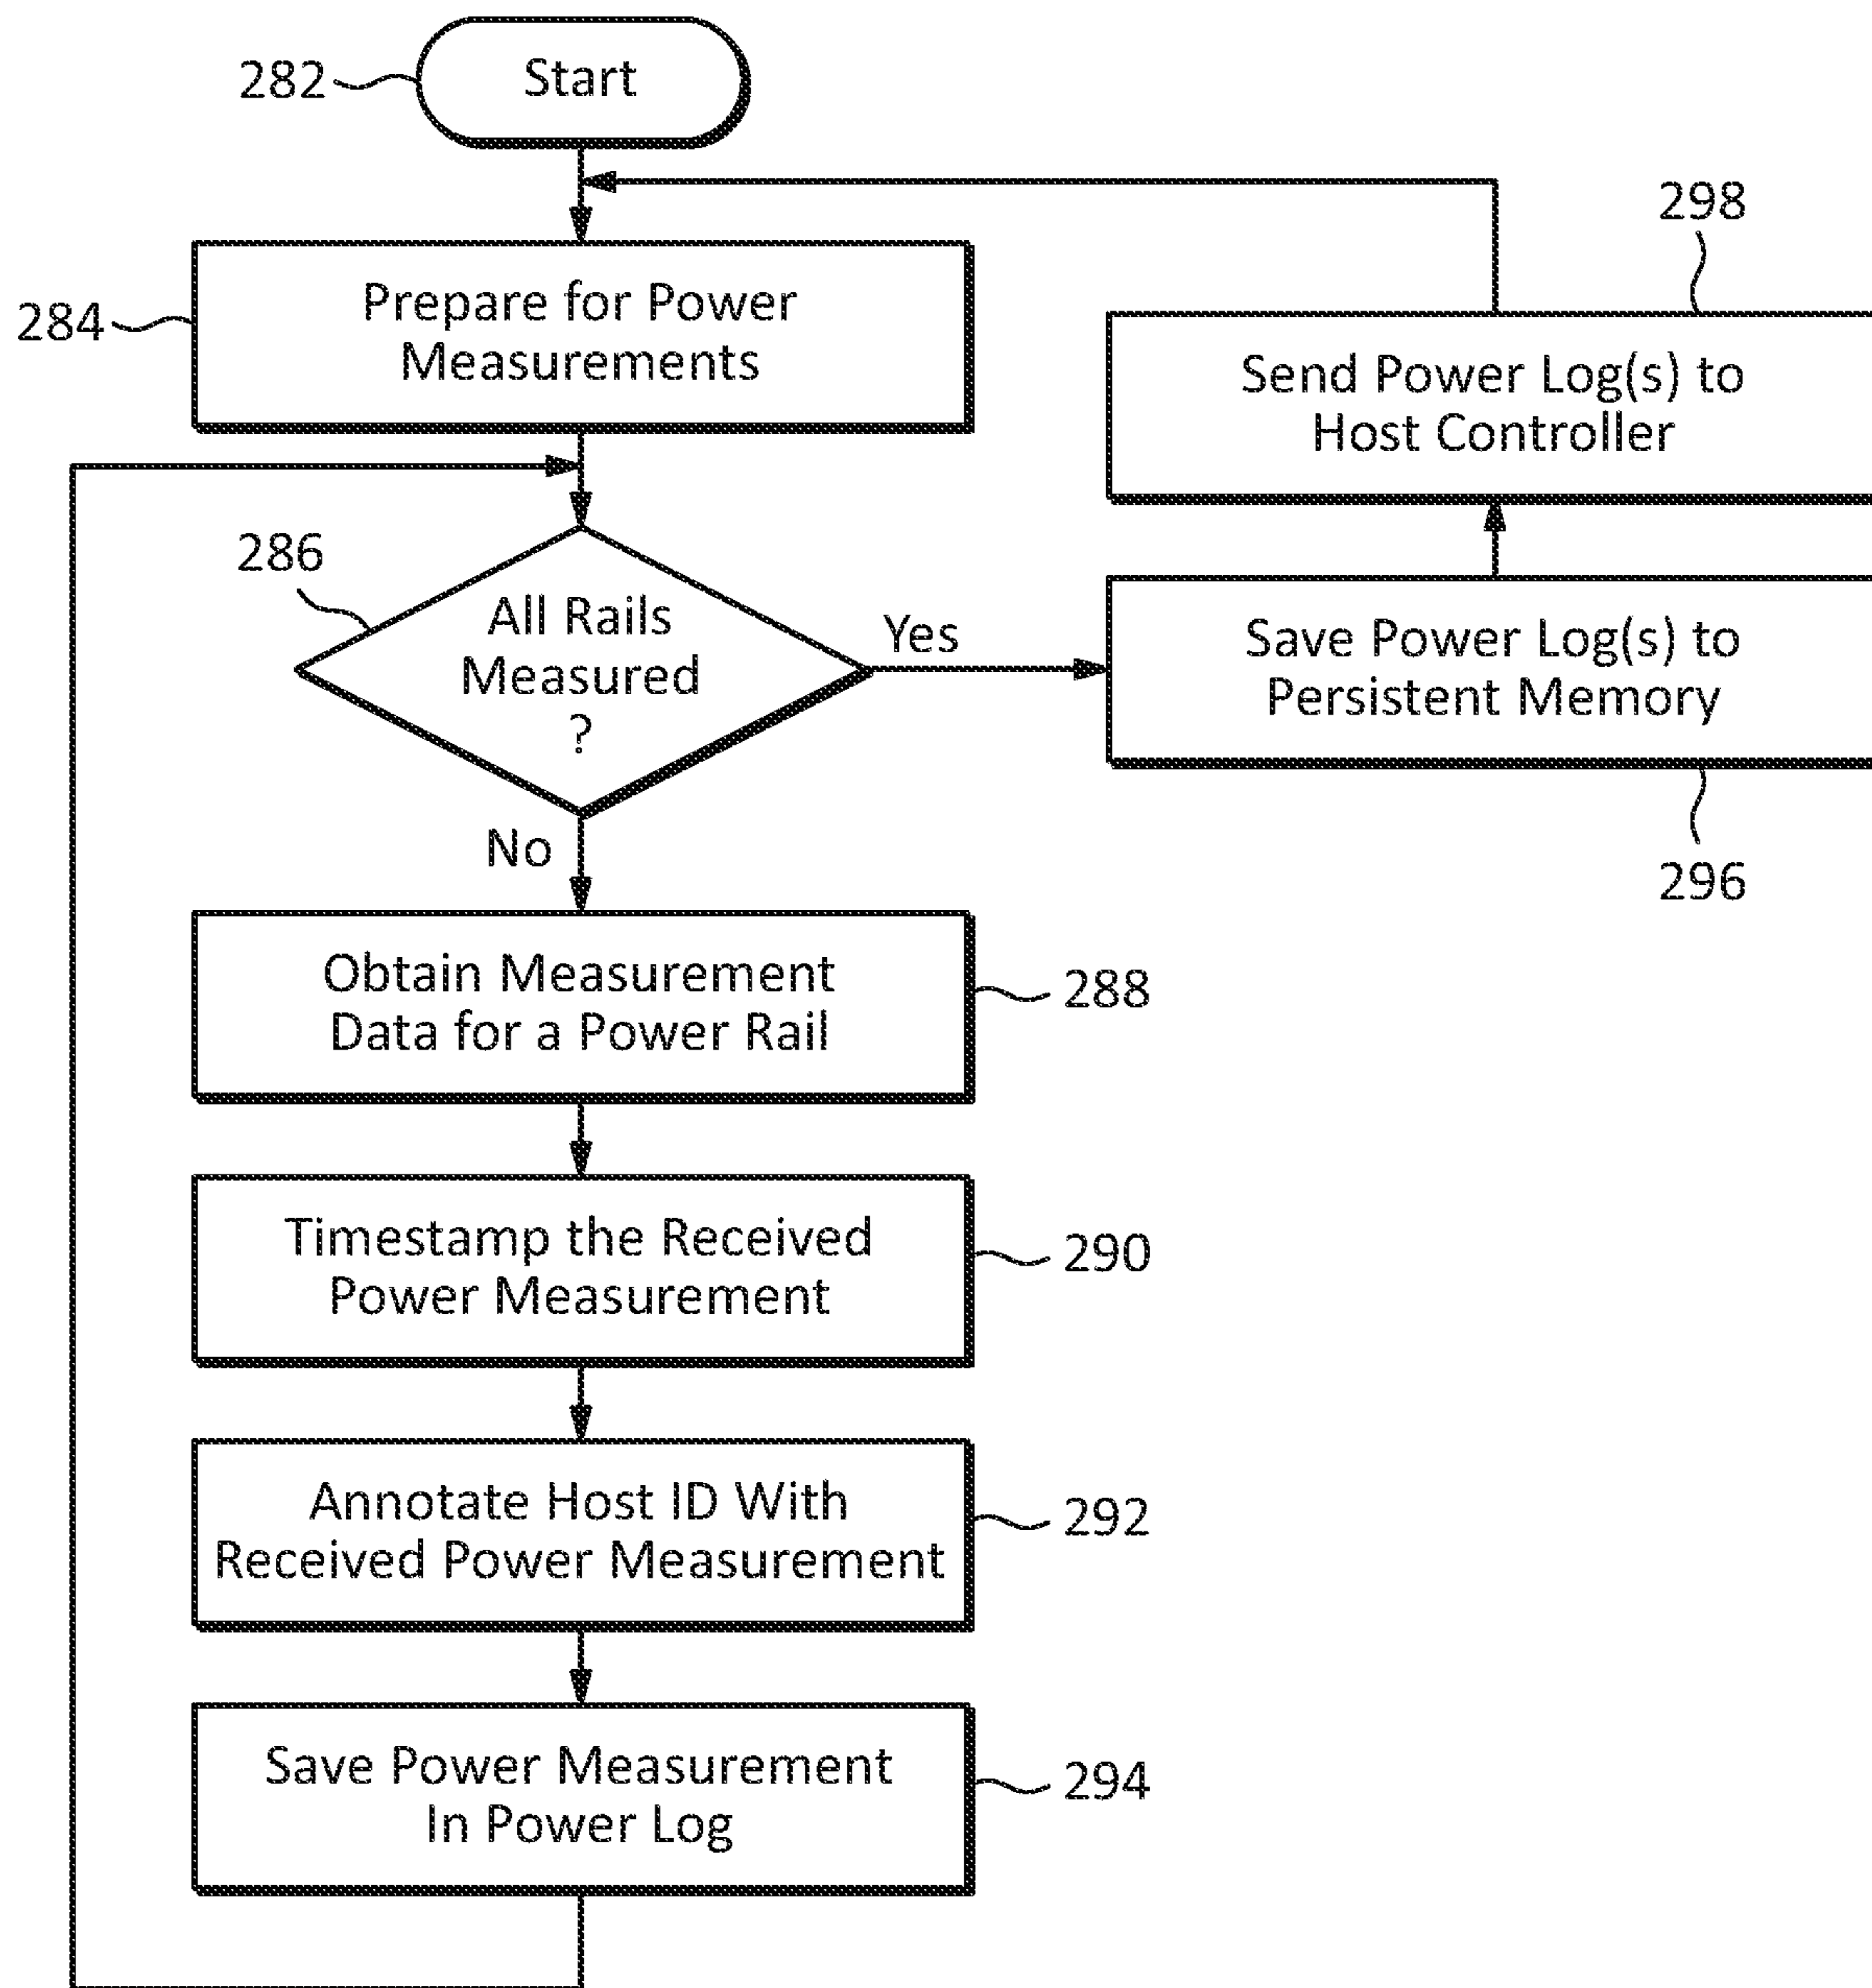 282
Start
284
Prepare for Power
Measurements
298
Send Power Log(s) to
Host Controller
286
All Rails
Measured
?
Yes
Save Power Log(s) to
Persistent Memory
296
No
Obtain Measurement
Data for a Power Rail
288
Timestamp the Received
Power Measurement
290
Annotate Host ID With
Received Power Measurement
292
Save Power Measurement
In Power Log
294